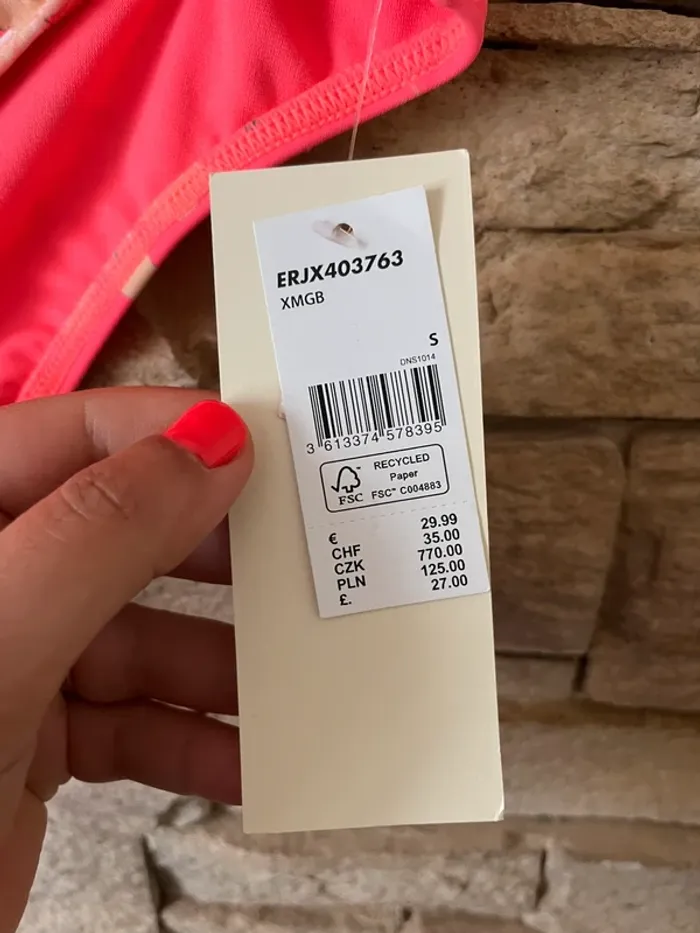 ERJX403763
XMGB
S
DNS1014
3 613374 578395
RECYCLED
Paper
FSC™ C004883
FSC
€ 29.99
CHF 35.00
CZK 770.00
PLN 125.00
£. 27.00